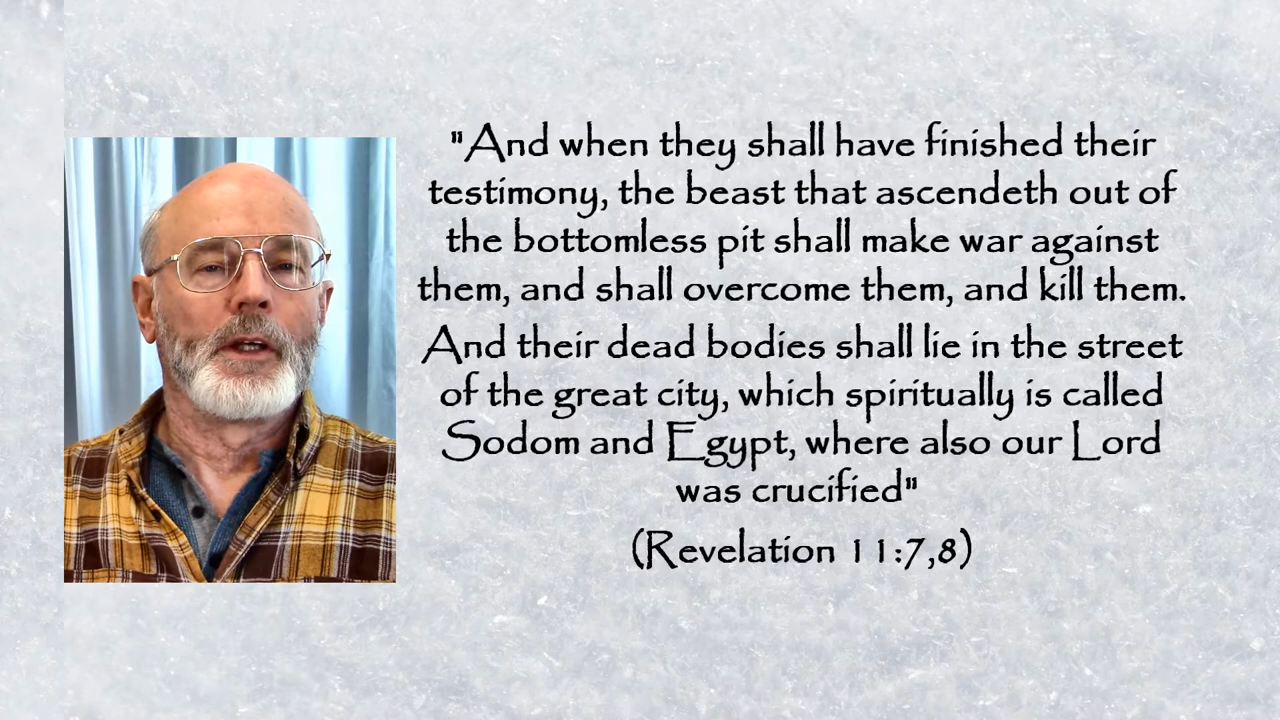 "And when they shall have finished their
testimony, the beast that ascendeth out of
the bottomless pit shall make war against
them, and shall overcome them, and kill them.
And their dead bodies shall lie in the street
of the great city, which spiritually is called
Sodom and Egypt, where also our Lord
was crucified"
(Revelation 11:7,8)